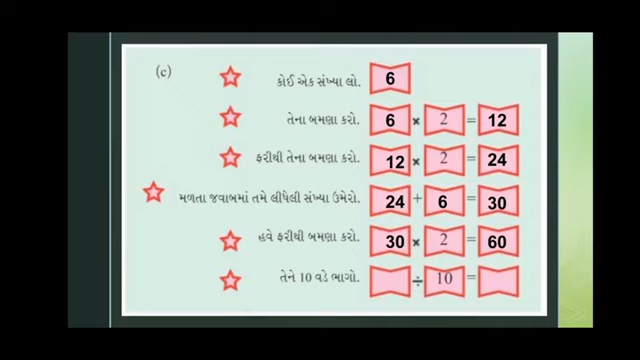 (c) કોઈ એક સંખ્યા લો. 6
તેના બમણા કરો. 6 × 2 = 12
ફરીથી તેના બમણા કરો. 12 × 2 = 24
મળતા જવાબમાં તમે લીધેલી સંખ્યા ઉમેરો. 24 + 6 = 30
હવે ફરીથી બમણા કરો. 30 × 2 = 60
તેને 10 વડે ભાગો. ÷ 10 =